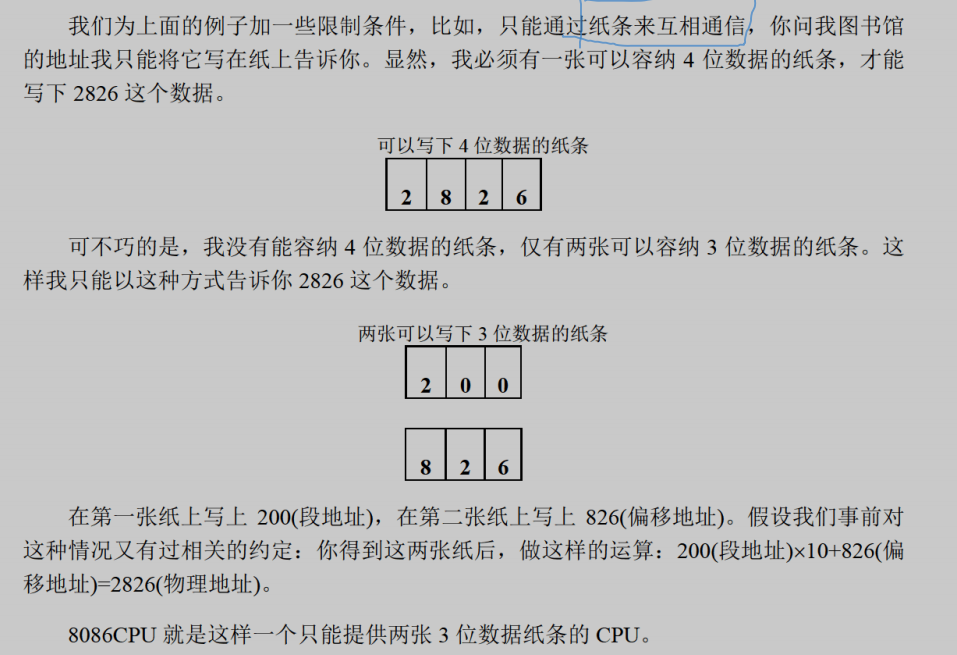 我们为上面的例子加一些限制条件，比如，只能通过纸条来互相通信，你问我图书馆
的地址我只能将它写在纸上告诉你。显然，我必须有一张可以容纳 4 位数据的纸条，才能
写下 2826 这个数据。
可以写下 4 位数据的纸条
2 8 2 6
可不巧的是，我没有能容纳 4 位数据的纸条，仅有两张可以容纳 3 位数据的纸条。这
样我只能以这种方式告诉你 2826 这个数据。
两张可以写下 3 位数据的纸条
2 0 0
8 2 6
在第一张纸上写上 200(段地址)，在第二张纸上写上 826(偏移地址)。假设我们事前对
这种情况又有过相关的约定：你得到这两张纸后，做这样的运算：200(段地址)×10+826(偏
移地址)=2826(物理地址)。
8086CPU 就是这样一个只能提供两张 3 位数据纸条的 CPU。